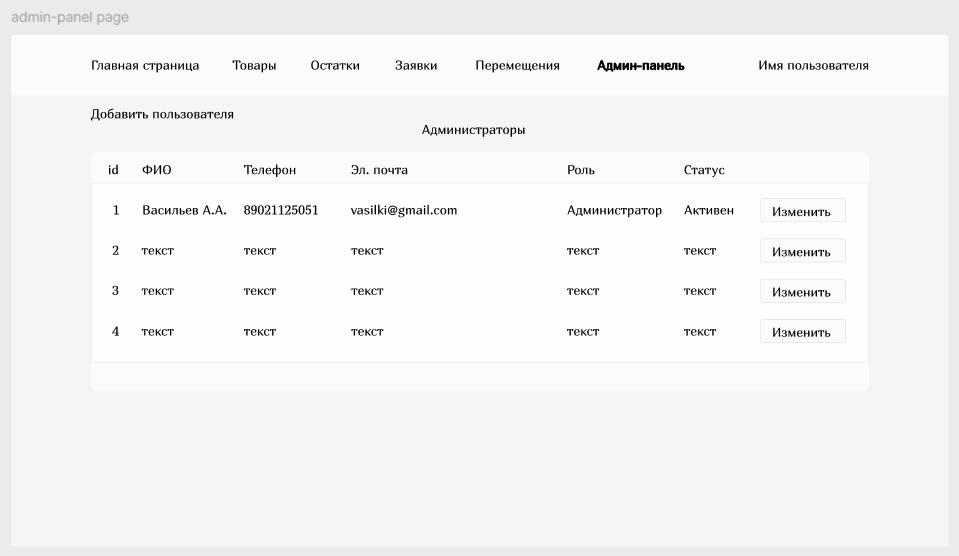 admin-panel page
Главная страница Товары Остатки Заявки Перемещения Админ-панель Имя пользователя
Добавить пользователя
Администраторы
id ФИО Телефон Эл. почта Роль Статус
1 Васильев А.А. 89021125051 vasilki@gmail.com Администратор Активен Изменить
2 текст текст текст текст текст Изменить
3 текст текст текст текст текст Изменить
4 текст текст текст текст текст Изменить